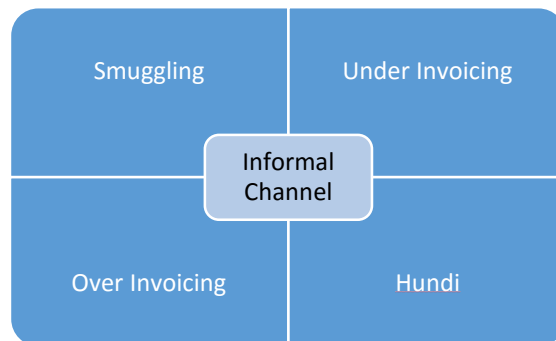 Smuggling
Under Invoicing
Informal
Channel
Over Invoicing
Hundi